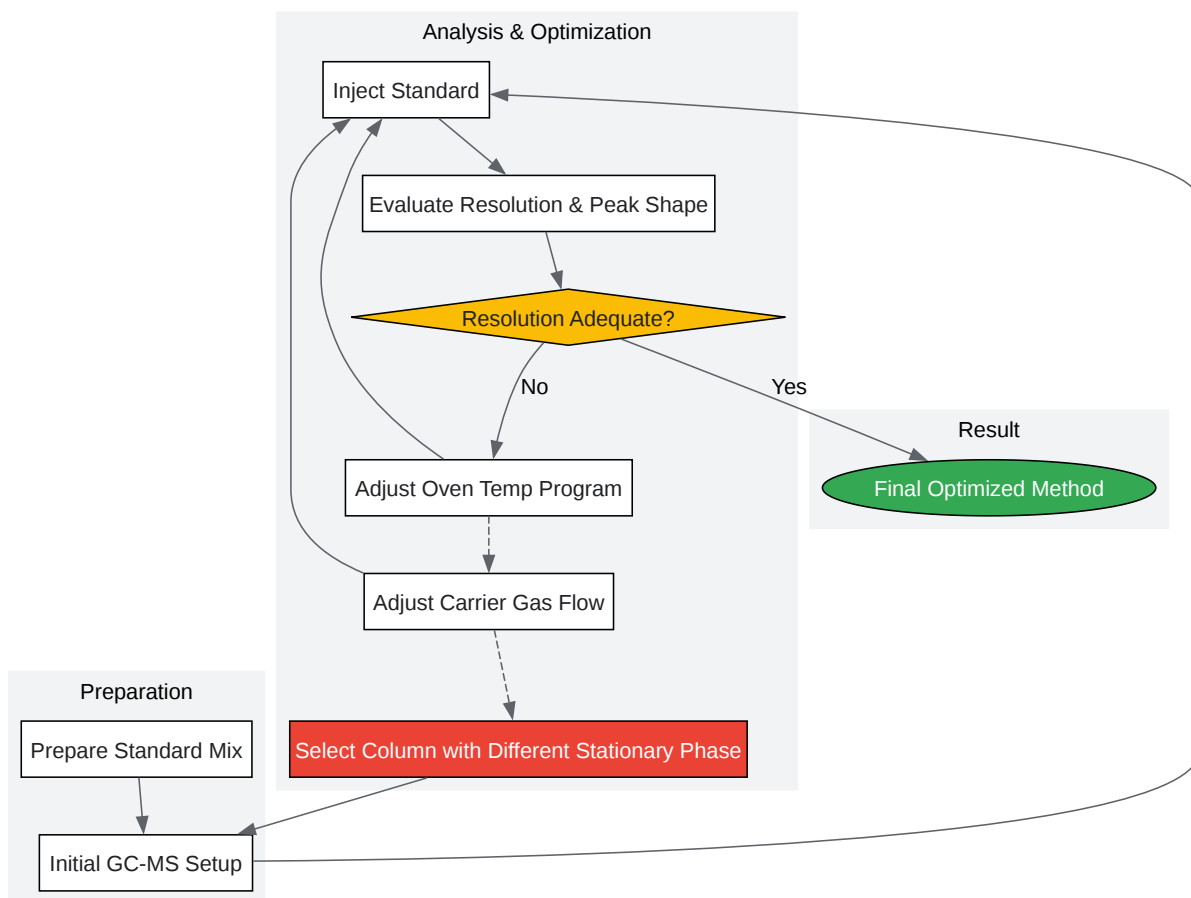 Analysis & Optimization
Inject Standard
Evaluate Resolution & Peak Shape
Resolution Adequate?
No
Yes
Result
Final Optimized Method
Adjust Oven Temp Program
Adjust Carrier Gas Flow
Preparation
Prepare Standard Mix
Select Column with Different Stationary Phase
Initial GC-MS Setup